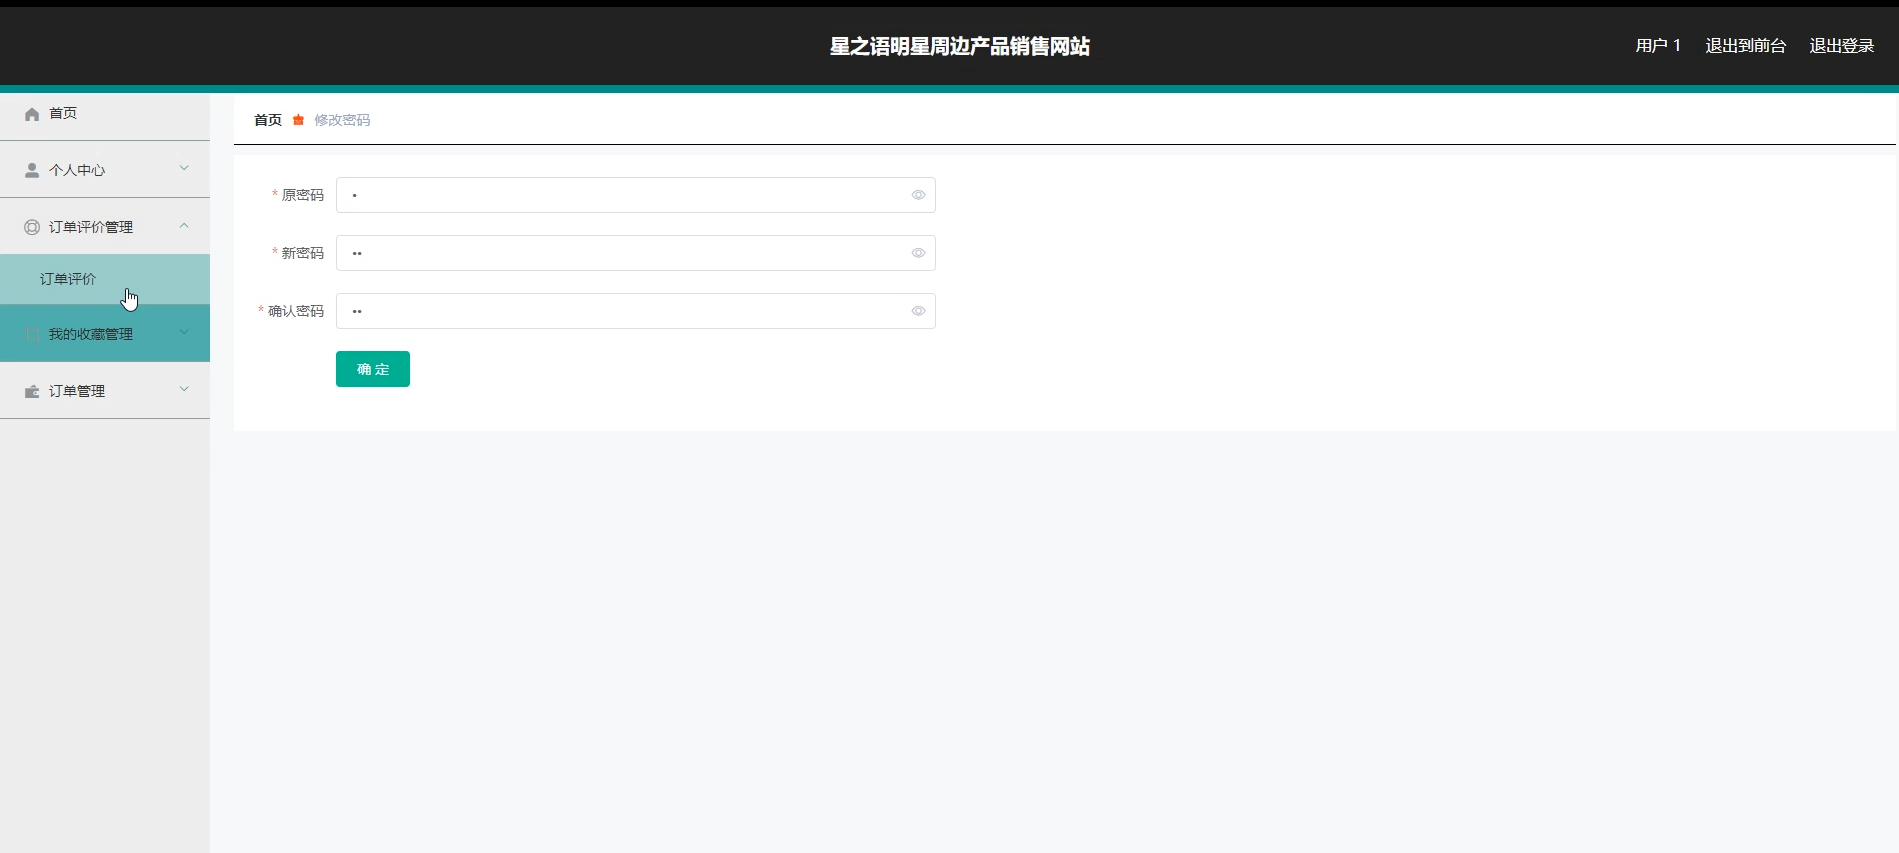 星之语明星周边产品销售网站
用户 1 退出到前台 退出登录
首页
个人中心
订单评价管理
订单评价
我的收藏管理
订单管理
首页 修改密码
* 原密码
* 新密码
* 确认密码
确 定